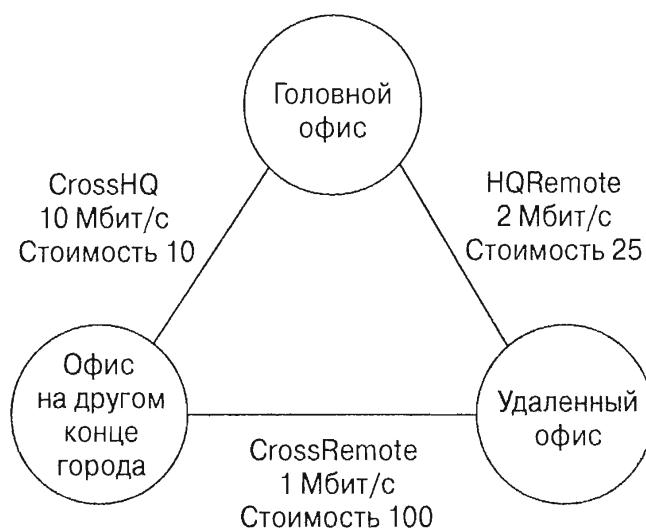 Головной
офис
CrossHQ
10 Мбит/с
Стоимость 10
HQRemote
2 Мбит/с
Стоимость 25
Офис
на другом
конце
города
Удаленный
офис
CrossRemote
1 Мбит/с
Стоимость 100